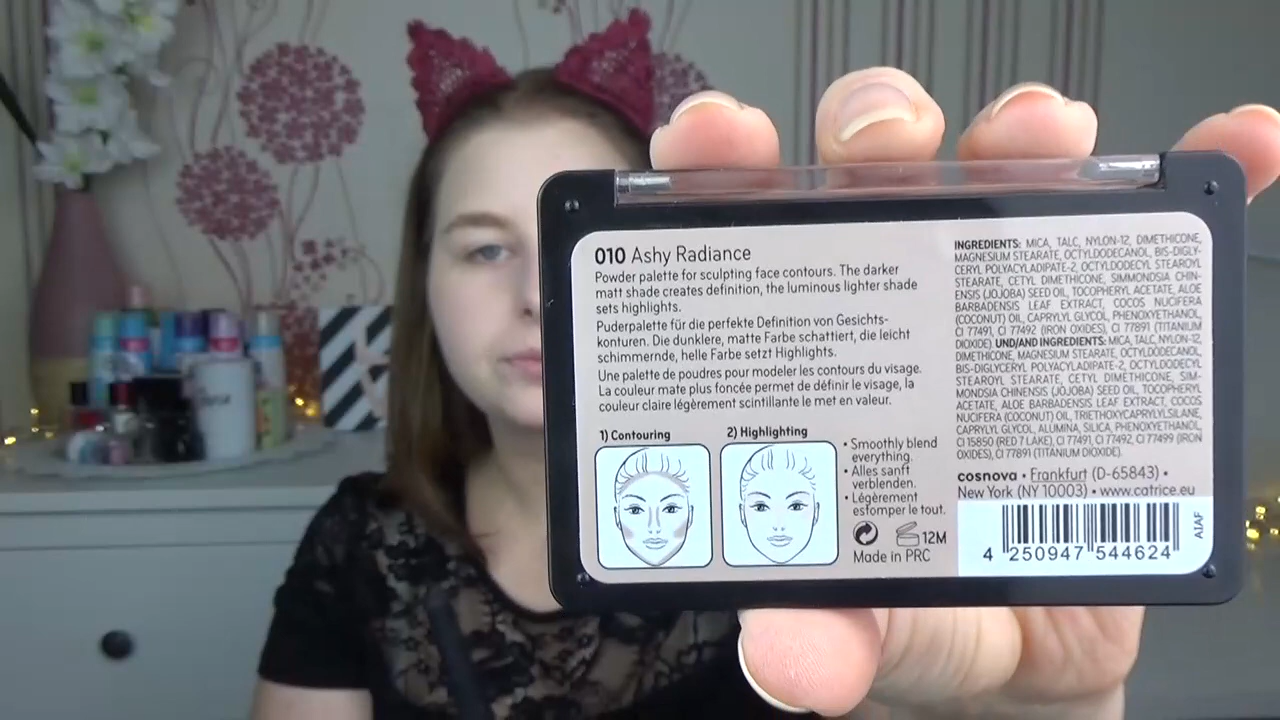 010 Ashy Radiance
Powder palette for sculpting face contours. The darker
matt shade creates definition, the luminous lighter shade
sets highlights.
Puderpalette für die perfekte Definition von Gesichts-
konturen. Die dunklere, matte Farbe schattiert, die leicht
schimmernde, helle Farbe setzt Highlights.
Une palette de poudres pour modeler les contours du visage.
La couleur mate plus foncée permet de définir le visage, la
couleur claire légèrement scintillante le met en valeur.
1) Contouring
2) Highlighting
• Smoothly blend
everything.
• Alles sanft
verblenden.
• Légèrement
estomper le tout.
12M
Made in PRC
INGREDIENTS: MICA, TALC, NYLON-12, DIMETHICONE,
MAGNESIUM STEARATE, OCTYLDODECANOL, BIS-DIGLY-
CERYL POLYACYLADIPATE-2, OCTYLDODECYL STEAROYL
STEARATE, CETYL DIMETHICONE, SIMMONDSIA CHIN-
ENSIS (JOJOBA) SEED OIL, TOCOPHERYL ACETATE, ALOE
BARBADENSIS LEAF EXTRACT, COCOS NUCIFERA
(COCONUT) OIL, CAPRYLYL GLYCOL, PHENOXYETHANOL,
CI 77491, CI 77492 (IRON OXIDES), CI 77891 (TITANIUM
DIOXIDE) UND/AND INGREDIENTS: MICA, TALC, NYLON-12,
DIMETHICONE, MAGNESIUM STEARATE, OCTYLDODECANOL,
BIS-DIGLYCERYL POLYACYLADIPATE-2, OCTYLDODECYL
STEAROYL STEARATE, CETYL DIMETHICONE, SIM-
MONDSIA CHINENSIS (JOJOBA) SEED OIL, TOCOPHERYL
ACETATE, ALOE BARBADENSIS LEAF EXTRACT, COCOS
NUCIFERA (COCONUT) OIL, TRIETHOXYCAPRYLYLSILANE,
CAPRYLYL GLYCOL, ALUMINA, SILICA, PHENOXYETHANOL,
CI 15850 (RED 7 LAKE), CI 77491, CI 77492, CI 77499 (IRON
OXIDES), CI 77891 (TITANIUM DIOXIDE).
cosnova • Frankfurt (D-65843) •
New York (NY 10003) • www.catrice.eu
A1AF
4 250947 544624